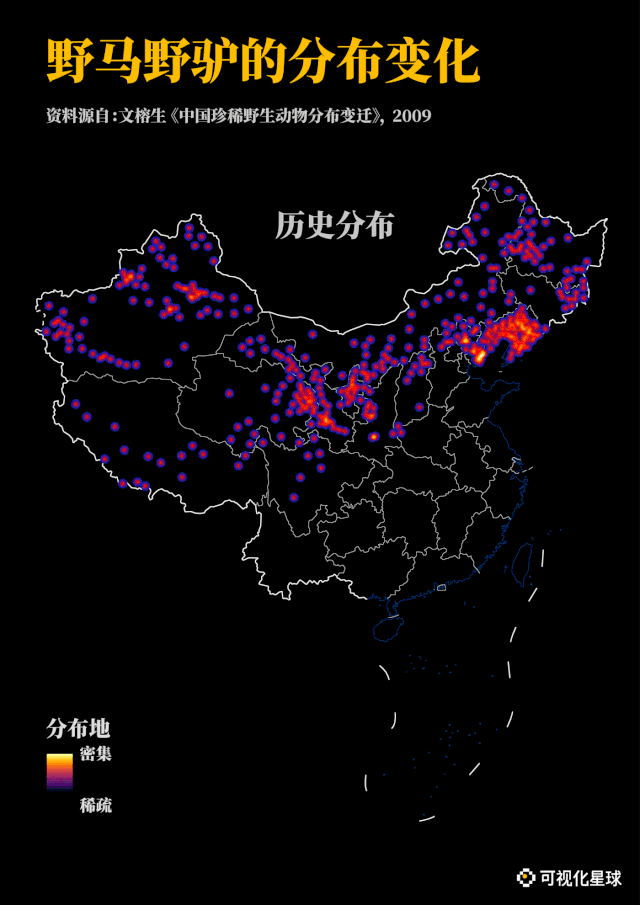 野马野驴的分布变化
资料源自：文榕生《中国珍稀野生动物分布变迁》，2009
历史分布
分布地
密集
稀疏
可视化星球